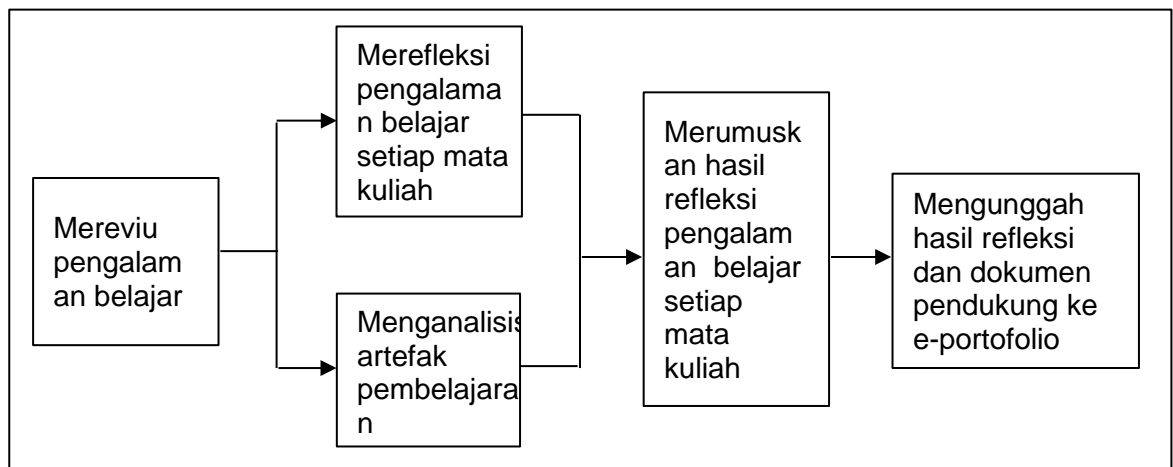 Mereviu
pengalam
an belajar
Merefleksi
pengalama
n belajar
setiap mata
kuliah
Menganalisis
artefak
pembelajara
n
Merumusk
an hasil
refleksi
pengalam
an belajar
setiap
mata
kuliah
Mengunggah
hasil refleksi
dan dokumen
pendukung ke
e-portofolio